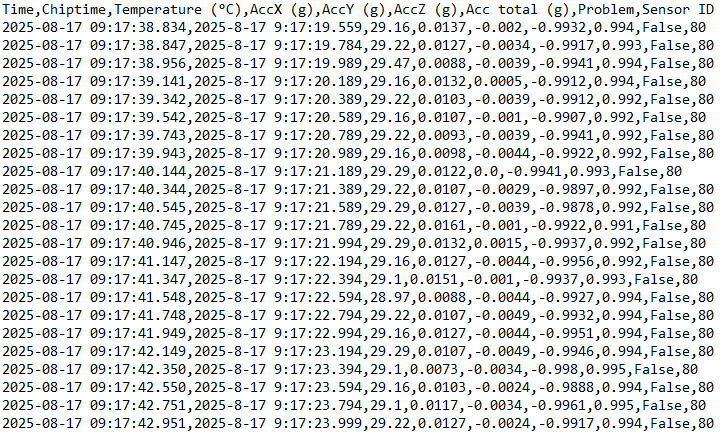 Time,Chiptime,Temperature (°C),AccX (g),AccY (g),AccZ (g),Acc total (g),Problem,Sensor ID
2025-08-17 09:17:38.834,2025-8-17 9:17:19.559,29.16,0.0137,-0.002,-0.9932,0.994,False,80
2025-08-17 09:17:38.847,2025-8-17 9:17:19.784,29.22,0.0127,-0.0034,-0.9917,0.993,False,80
2025-08-17 09:17:38.956,2025-8-17 9:17:19.989,29.47,0.0088,-0.0039,-0.9941,0.994,False,80
2025-08-17 09:17:39.141,2025-8-17 9:17:20.189,29.16,0.0132,0.0005,-0.9912,0.994,False,80
2025-08-17 09:17:39.342,2025-8-17 9:17:20.389,29.22,0.0103,-0.0039,-0.9912,0.992,False,80
2025-08-17 09:17:39.542,2025-8-17 9:17:20.589,29.16,0.0107,-0.001,-0.9907,0.992,False,80
2025-08-17 09:17:39.743,2025-8-17 9:17:20.789,29.22,0.0093,-0.0039,-0.9941,0.992,False,80
2025-08-17 09:17:39.943,2025-8-17 9:17:20.989,29.16,0.0098,-0.0044,-0.9922,0.992,False,80
2025-08-17 09:17:40.144,2025-8-17 9:17:21.189,29.29,0.0122,0.0,-0.9941,0.993,False,80
2025-08-17 09:17:40.344,2025-8-17 9:17:21.389,29.22,0.0107,-0.0029,-0.9897,0.992,False,80
2025-08-17 09:17:40.545,2025-8-17 9:17:21.589,29.29,0.0127,-0.0039,-0.9878,0.992,False,80
2025-08-17 09:17:40.745,2025-8-17 9:17:21.789,29.22,0.0161,-0.001,-0.9922,0.991,False,80
2025-08-17 09:17:40.946,2025-8-17 9:17:21.994,29.29,0.0132,0.0015,-0.9937,0.992,False,80
2025-08-17 09:17:41.147,2025-8-17 9:17:22.194,29.16,0.0127,-0.0044,-0.9956,0.992,False,80
2025-08-17 09:17:41.347,2025-8-17 9:17:22.394,29.1,0.0151,-0.001,-0.9937,0.993,False,80
2025-08-17 09:17:41.548,2025-8-17 9:17:22.594,28.97,0.0088,-0.0044,-0.9927,0.994,False,80
2025-08-17 09:17:41.748,2025-8-17 9:17:22.794,29.22,0.0107,-0.0049,-0.9932,0.994,False,80
2025-08-17 09:17:41.949,2025-8-17 9:17:22.994,29.16,0.0127,-0.0044,-0.9951,0.994,False,80
2025-08-17 09:17:42.149,2025-8-17 9:17:23.194,29.29,0.0107,-0.0049,-0.9946,0.994,False,80
2025-08-17 09:17:42.350,2025-8-17 9:17:23.394,29.1,0.0073,-0.0034,-0.998,0.995,False,80
2025-08-17 09:17:42.550,2025-8-17 9:17:23.594,29.16,0.0103,-0.0024,-0.9888,0.994,False,80
2025-08-17 09:17:42.751,2025-8-17 9:17:23.794,29.1,0.0117,-0.0034,-0.9961,0.995,False,80
2025-08-17 09:17:42.951,2025-8-17 9:17:23.999,29.22,0.0127,-0.0024,-0.9917,0.994,False,80